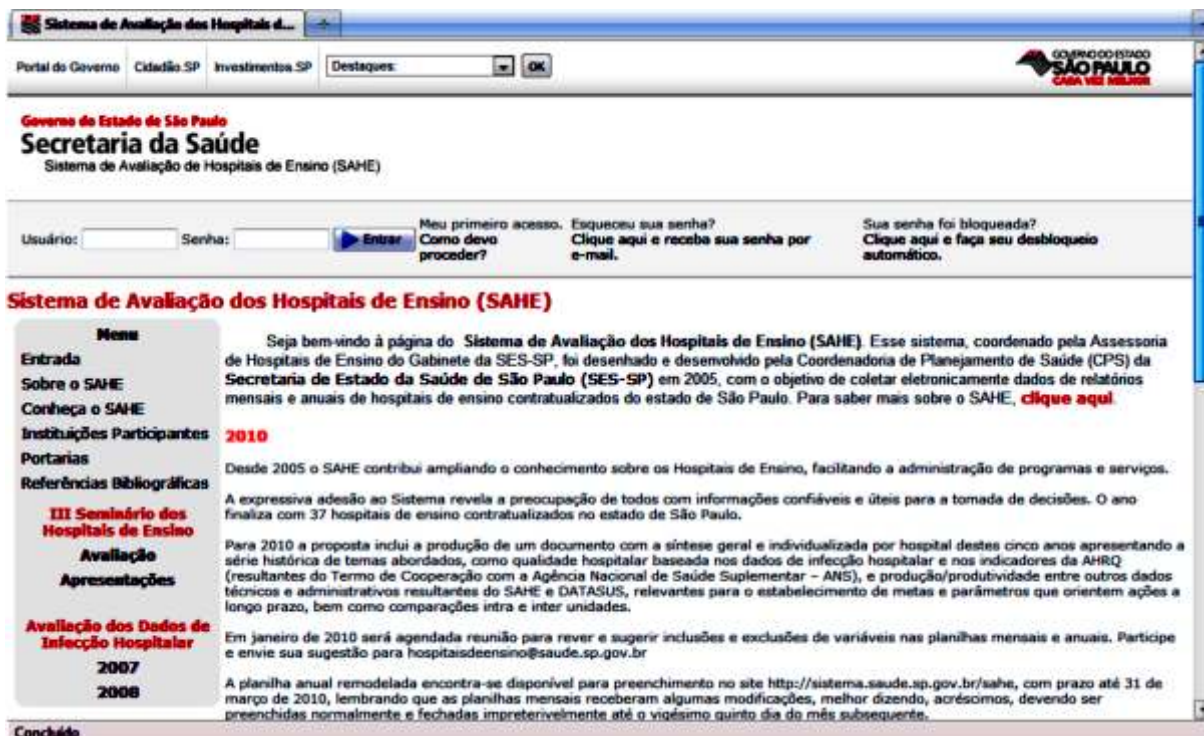 Sistema de Avaliação dos Hospitais d...
Portal do Governo Cidadão.SP Investimentos.SP Destaques: OK
GOVERNO DO ESTADO
SÃO PAULO
CADA VEZ MELHOR
Governo do Estado de São Paulo
Secretaria da Saúde
Sistema de Avaliação de Hospitais de Ensino (SAHE)
Usuário: Senha: Entrar
Meu primeiro acesso.
Como devo
proceder?
Esqueceu sua senha?
Clique aqui e receba sua senha por
e-mail.
Sua senha foi bloqueada?
Clique aqui e faça seu desbloqueio
automático.
Sistema de Avaliação dos Hospitais de Ensino (SAHE)
Menu
Entrada
Sobre o SAHE
Conheça o SAHE
Instituições Participantes
Portarias
Referências Bibliográficas
III Seminário dos
Hospitais de Ensino
Avaliação
Apresentações
Avaliação dos Dados de
Infecção Hospitalar
2007
2008
Seja bem-vindo à página do Sistema de Avaliação dos Hospitais de Ensino (SAHE). Esse sistema, coordenado pela Assessoria
de Hospitais de Ensino do Gabinete da SES-SP, foi desenhado e desenvolvido pela Coordenadoria de Planejamento de Saúde (CPS) da
Secretaria de Estado da Saúde de São Paulo (SES-SP) em 2005, com o objetivo de coletar eletronicamente dados de relatórios
mensais e anuais de hospitais de ensino contratualizados do estado de São Paulo. Para saber mais sobre o SAHE, clique aqui.
2010
Desde 2005 o SAHE contribui ampliando o conhecimento sobre os Hospitais de Ensino, facilitando a administração de programas e serviços.
A expressiva adesão ao Sistema revela a preocupação de todos com informações confiáveis e úteis para a tomada de decisões. O ano
finaliza com 37 hospitais de ensino contratualizados no estado de São Paulo.
Para 2010 a proposta inclui a produção de um documento com a síntese geral e individualizada por hospital destes cinco anos apresentando a
série histórica de temas abordados, como qualidade hospitalar baseada nos dados de infecção hospitalar e nos indicadores da AHRQ
(resultantes do Termo de Cooperação com a Agência Nacional de Saúde Suplementar – ANS), e produção/produtividade entre outros dados
técnicos e administrativos resultantes do SAHE e DATASUS, relevantes para o estabelecimento de metas e parâmetros que orientem ações a
longo prazo, bem como comparações intra e inter unidades.
Em janeiro de 2010 será agendada reunião para rever e sugerir inclusões e exclusões de variáveis nas planilhas mensais e anuais. Participe
e envie sua sugestão para hospitaisdeensino@saude.sp.gov.br
A planilha anual remodelada encontra-se disponível para preenchimento no site http://sistema.saude.sp.gov.br/sahe, com prazo até 31 de
março de 2010, lembrando que as planilhas mensais receberam algumas modificações, melhor dizendo, acréscimos, devendo ser
preenchidas normalmente e fechadas impreterivelmente até o vigésimo quinto dia do mês subsequente.
Concluído